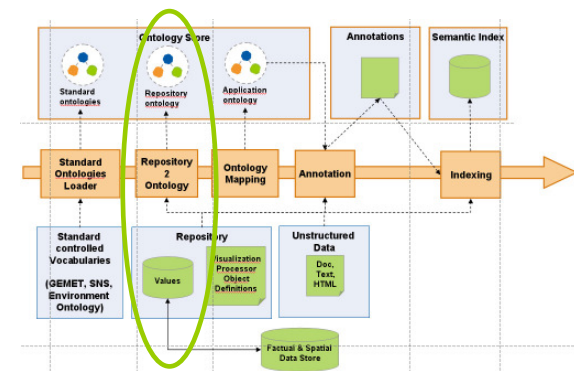 Ontology Store
Standard
ontologies
Repository
ontology
Application
ontology
Annotations
Semantic Index
Standard
Ontologies
Loader
Repository
2
Ontology
Ontology
Mapping
Annotation
Indexing
Standard
controlled
Vocabularies
(GEMET, SNS,
Environment
Ontology)
Repository
Values
Visualization
Processor
Object
Definitions
Unstructured
Data
Doc,
Text,
HTML
Factual & Spatial
Data Store